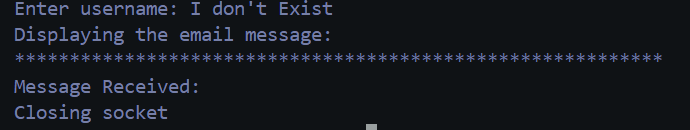 Enter username: I don't Exist
Displaying the email message:
************************************************************
Message Received:
Closing socket